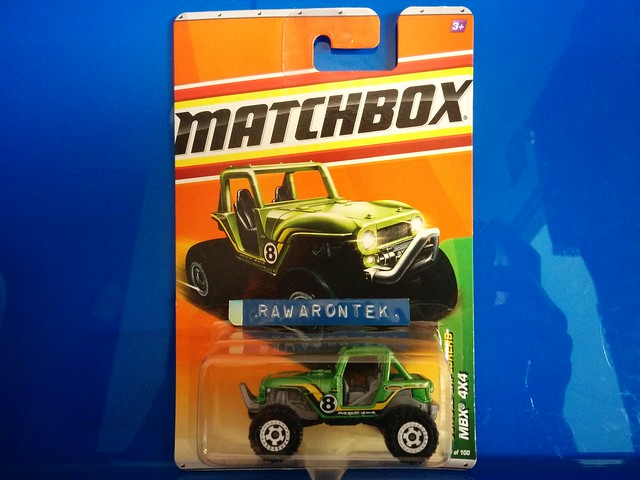 3+
MATCHBOX®
8
.RAWARONTEK.
8
MBX® 4X4
of 100